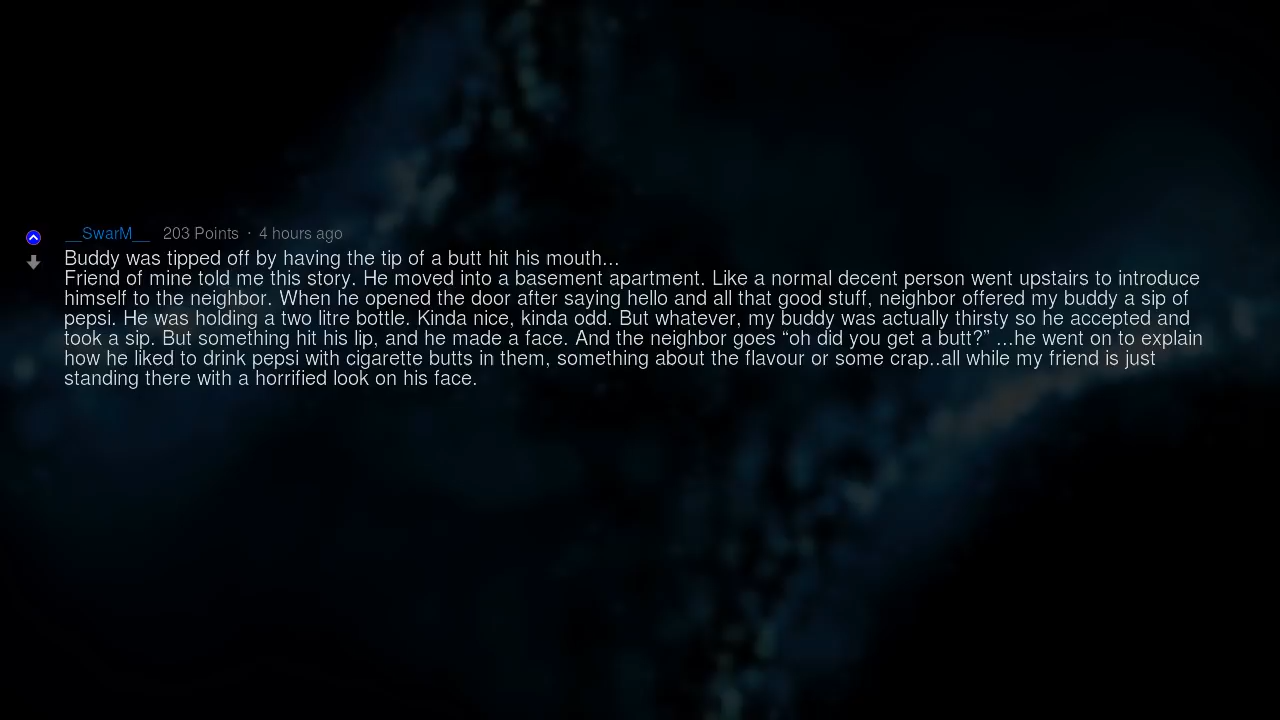 __SwarM__ 203 Points · 4 hours ago
Buddy was tipped off by having the tip of a butt hit his mouth...
Friend of mine told me this story. He moved into a basement apartment. Like a normal decent person went upstairs to introduce
himself to the neighbor. When he opened the door after saying hello and all that good stuff, neighbor offered my buddy a sip of
pepsi. He was holding a two litre bottle. Kinda nice, kinda odd. But whatever, my buddy was actually thirsty so he accepted and
took a sip. But something hit his lip, and he made a face. And the neighbor goes “oh did you get a butt?” ...he went on to explain
how he liked to drink pepsi with cigarette butts in them, something about the flavour or some crap..all while my friend is just
standing there with a horrified look on his face.